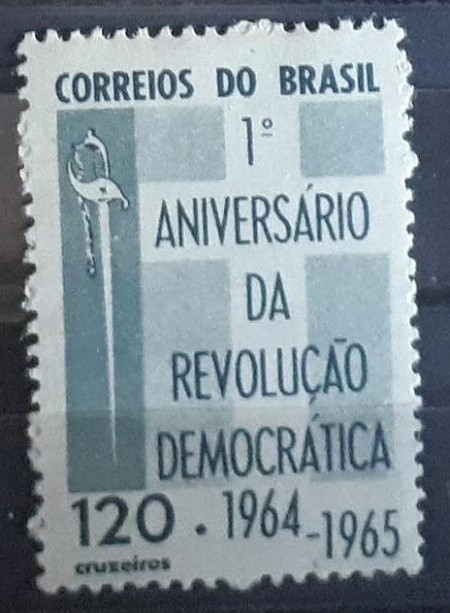 CORREIOS DO BRASIL
1º
ANIVERSÁRIO
DA
REVOLUÇÃO
DEMOCRÁTICA
120 . 1964-1965
cruzeiros